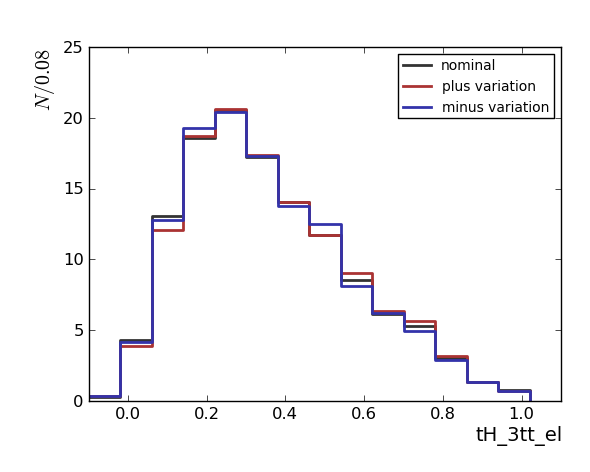 N/0.08
25
20
15
10
5
0
0.0 0.2 0.4 0.6 0.8 1.0
tH_3tt_el
nominal
plus variation
minus variation